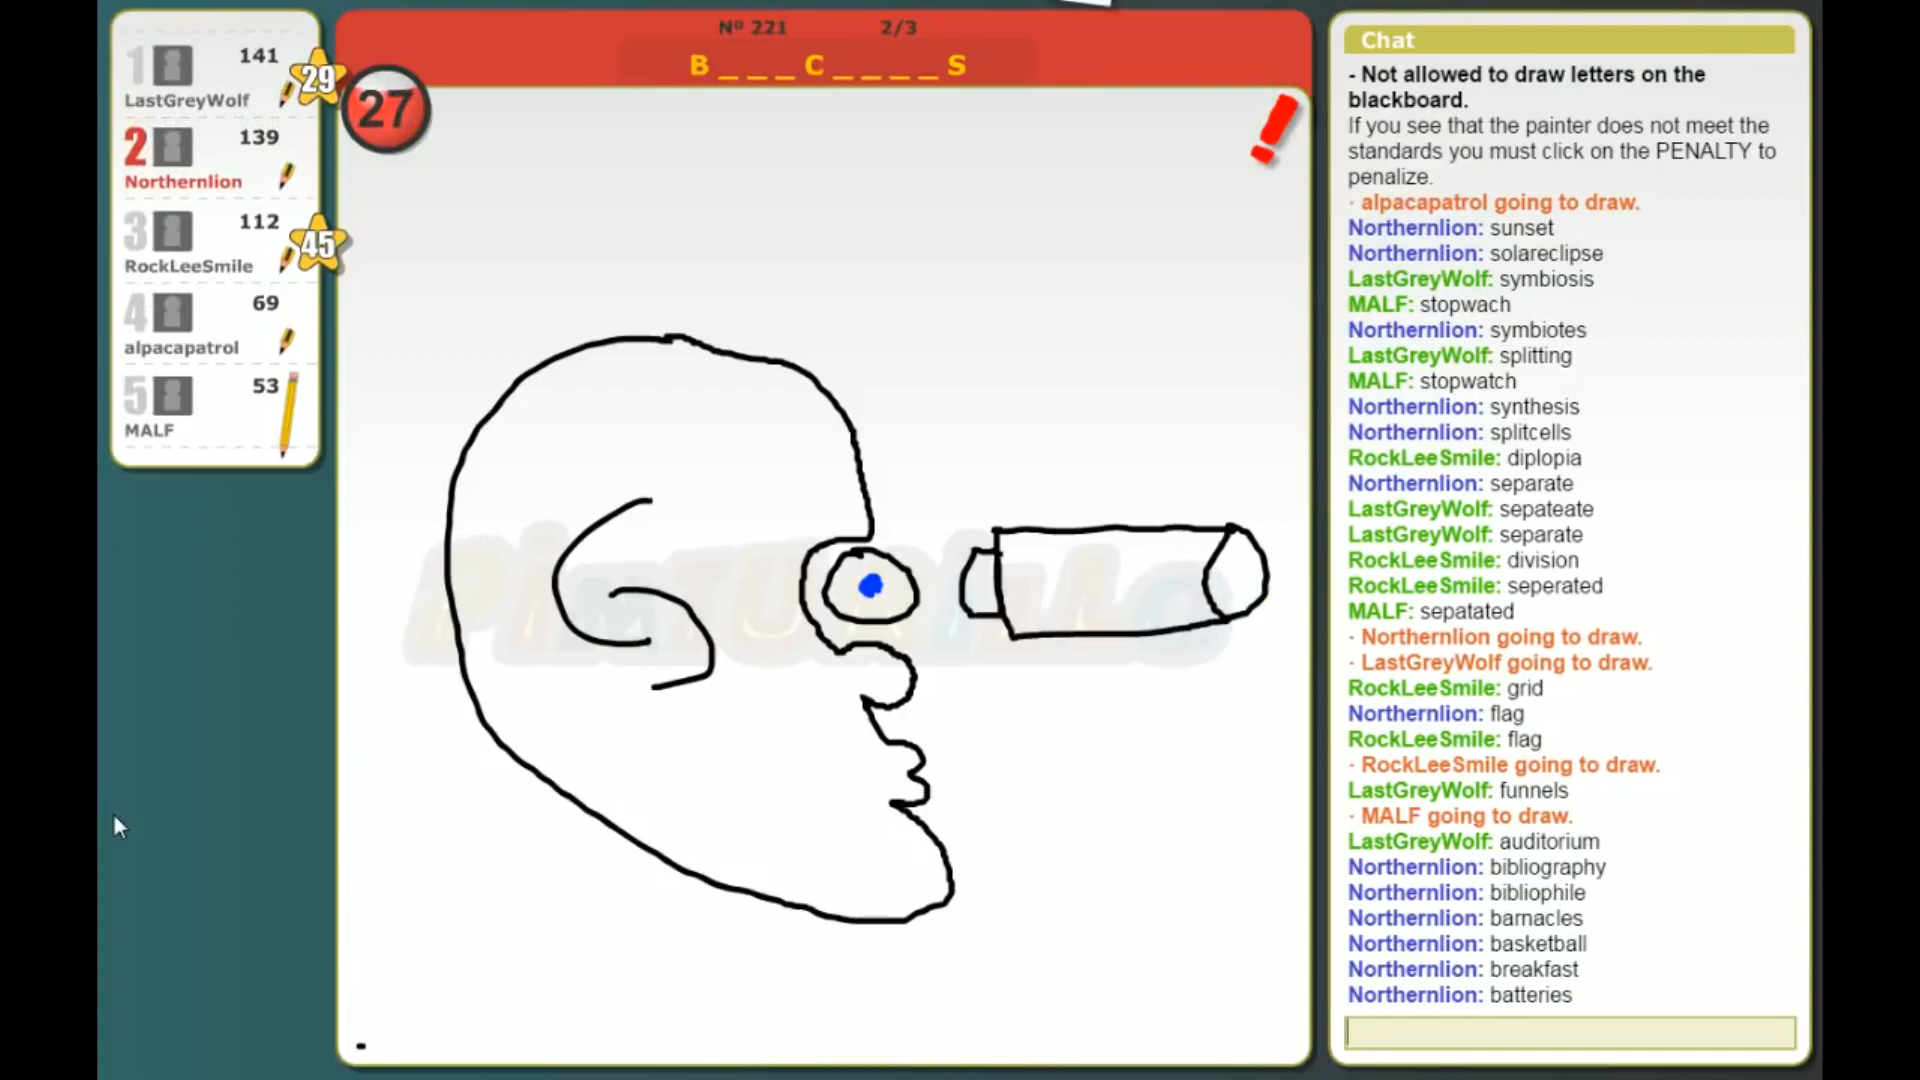 1 141 29
LastGreyWolf
2 139
Northernlion
3 112 45
RockLeeSmile
4 69
alpacapatrol
5 53
MALF
Nº 221 2/3
B _ _ _ C _ _ _ _ S
27
!
PINTURILLO
Chat
- Not allowed to draw letters on the
blackboard.
If you see that the painter does not meet the
standards you must click on the PENALTY to
penalize.
· alpacapatrol going to draw.
Northernlion: sunset
Northernlion: solareclipse
LastGreyWolf: symbiosis
MALF: stopwach
Northernlion: symbiotes
LastGreyWolf: splitting
MALF: stopwatch
Northernlion: synthesis
Northernlion: splitcells
RockLeeSmile: diplopia
Northernlion: separate
LastGreyWolf: sepateate
LastGreyWolf: separate
RockLeeSmile: division
RockLeeSmile: seperated
MALF: sepatated
· Northernlion going to draw.
· LastGreyWolf going to draw.
RockLeeSmile: grid
Northernlion: flag
RockLeeSmile: flag
· RockLeeSmile going to draw.
LastGreyWolf: funnels
· MALF going to draw.
LastGreyWolf: auditorium
Northernlion: bibliography
Northernlion: bibliophile
Northernlion: barnacles
Northernlion: basketball
Northernlion: breakfast
Northernlion: batteries